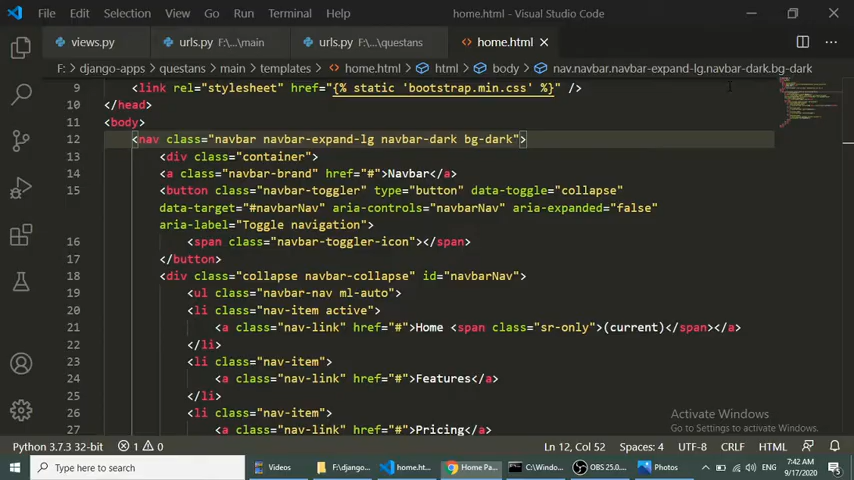 File Edit Selection View Go Run Terminal Help home.html - Visual Studio Code
views.py urls.py F:\...\main urls.py F:\...\questans home.html
F: > django-apps > questans > main > templates > home.html > html > body > nav.navbar.navbar-expand-lg.navbar-dark.bg-dark
9 <link rel="stylesheet" href="{% static 'bootstrap.min.css' %}" />
10 </head>
11 <body>
12 <nav class="navbar navbar-expand-lg navbar-dark bg-dark">
13 <div class="container">
14 <a class="navbar-brand" href="#">Navbar</a>
15 <button class="navbar-toggler" type="button" data-toggle="collapse"
data-target="#navbarNav" aria-controls="navbarNav" aria-expanded="false"
aria-label="Toggle navigation">
16 <span class="navbar-toggler-icon"></span>
17 </button>
18 <div class="collapse navbar-collapse" id="navbarNav">
19 <ul class="navbar-nav ml-auto">
20 <li class="nav-item active">
21 <a class="nav-link" href="#">Home <span class="sr-only">(current)</span></a>
22 </li>
23 <li class="nav-item">
24 <a class="nav-link" href="#">Features</a>
25 </li>
26 <li class="nav-item">
27 <a class="nav-link" href="#">Pricing</a>
Activate Windows
Go to Settings to activate Windows.
Python 3.7.3 32-bit 1 0 Ln 12, Col 52 Spaces: 4 UTF-8 CRLF HTML
Type here to search Videos F:\django... home.ht... Home Pa... C:\Windo... OBS 25.0.... Photos ENG 7:42 AM
9/17/2020 5